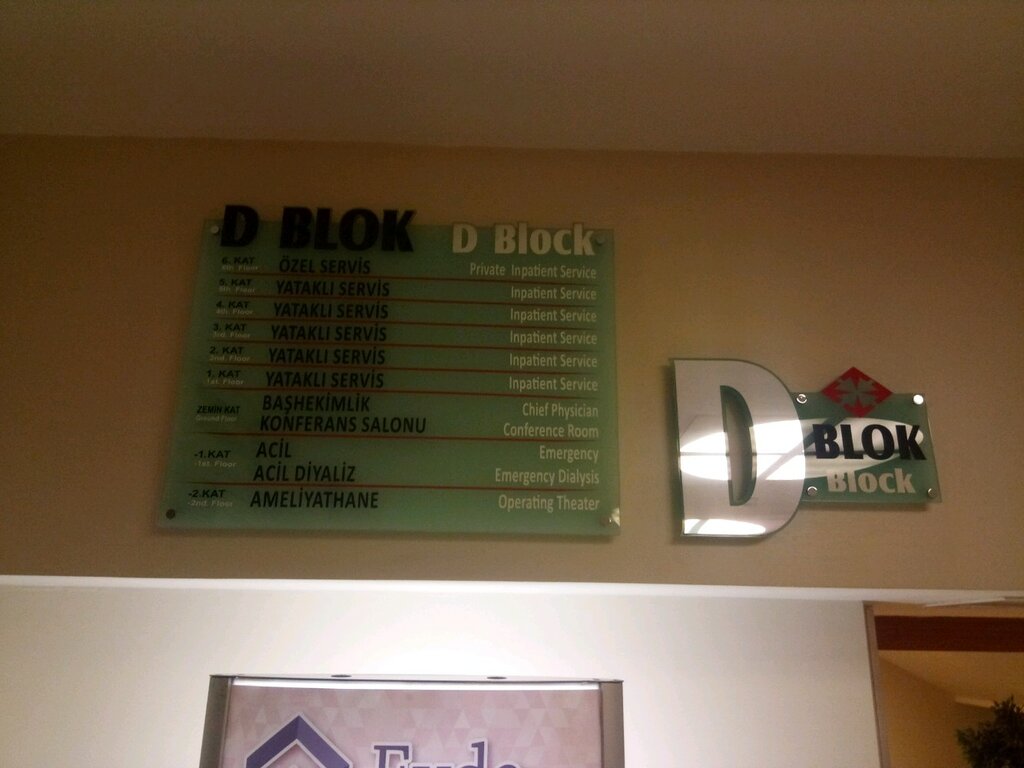 D BLOK D Block
6. KAT ÖZEL SERVİS Private Inpatient Service
6th. Floor
5. KAT YATAKLI SERVİS Inpatient Service
4. KAT YATAKLI SERVİS Inpatient Service
4th. Floor
3. KAT YATAKLI SERVİS Inpatient Service
3rd. Floor
2. KAT YATAKLI SERVİS Inpatient Service
2nd. Floor
1. KAT YATAKLI SERVİS Inpatient Service
1st. Floor
ZEMİN KAT BAŞHEKİMLİK Chief Physician
Ground Floor KONFERANS SALONU Conference Room
-1. KAT ACİL Emergency
-1st. Floor ACİL DİYALİZ Emergency Dialysis
-2. KAT AMELİYATHANE Operating Theater
-2nd. Floor
D BLOK
Block